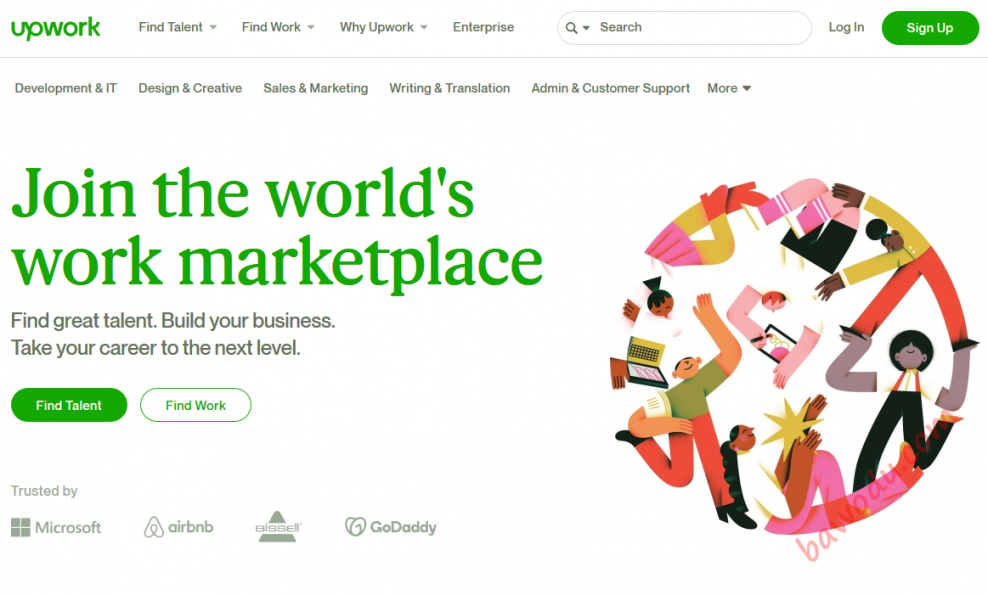 upwork Find Talent Find Work Why Upwork Enterprise Search Log In Sign Up
Development & IT Design & Creative Sales & Marketing Writing & Translation Admin & Customer Support More
Join the world's
work marketplace
Find great talent. Build your business.
Take your career to the next level.
Find Talent Find Work
Trusted by
Microsoft airbnb BISSELL GoDaddy